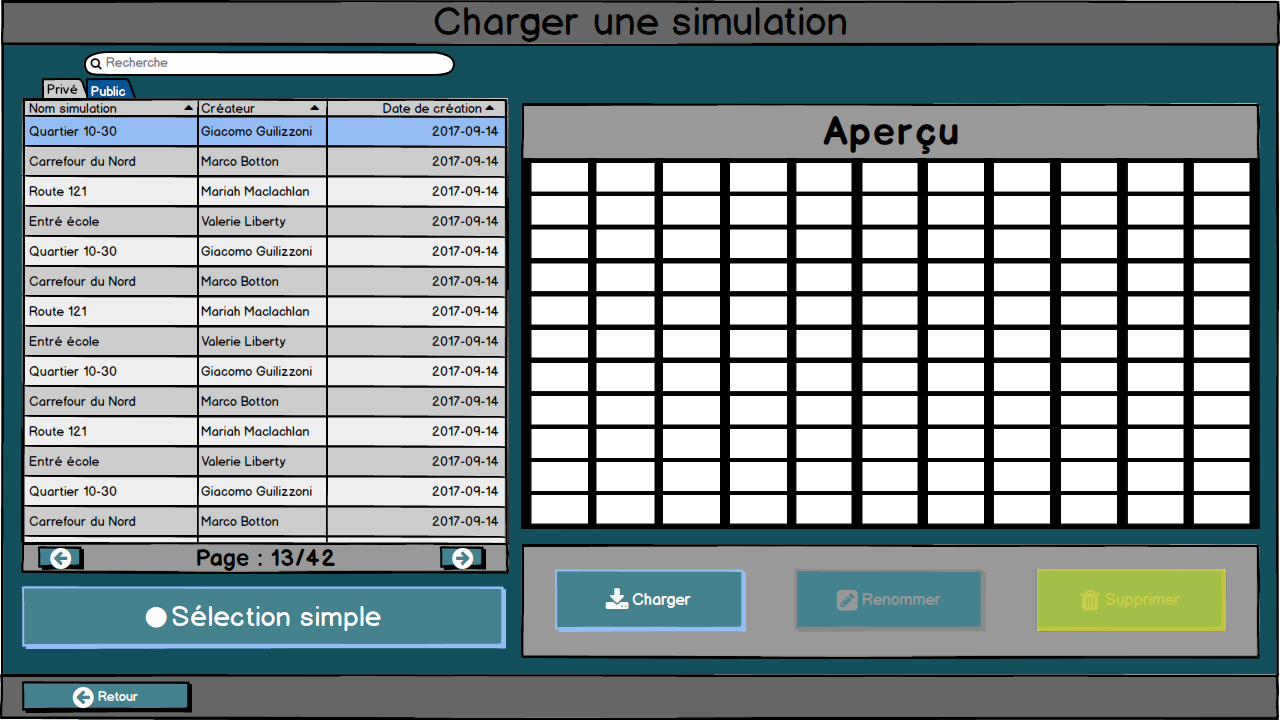 Charger une simulation
Recherche
Privé Public
Nom simulation Créateur Date de création
Quartier 10-30 Giacomo Guilizzoni 2017-09-14
Carrefour du Nord Marco Botton 2017-09-14
Route 121 Mariah Maclachlan 2017-09-14
Entré école Valerie Liberty 2017-09-14
Quartier 10-30 Giacomo Guilizzoni 2017-09-14
Carrefour du Nord Marco Botton 2017-09-14
Route 121 Mariah Maclachlan 2017-09-14
Entré école Valerie Liberty 2017-09-14
Quartier 10-30 Giacomo Guilizzoni 2017-09-14
Carrefour du Nord Marco Botton 2017-09-14
Route 121 Mariah Maclachlan 2017-09-14
Entré école Valerie Liberty 2017-09-14
Quartier 10-30 Giacomo Guilizzoni 2017-09-14
Carrefour du Nord Marco Botton 2017-09-14
Page : 13/42
Sélection simple
Aperçu
Charger Renommer Supprimer
Retour